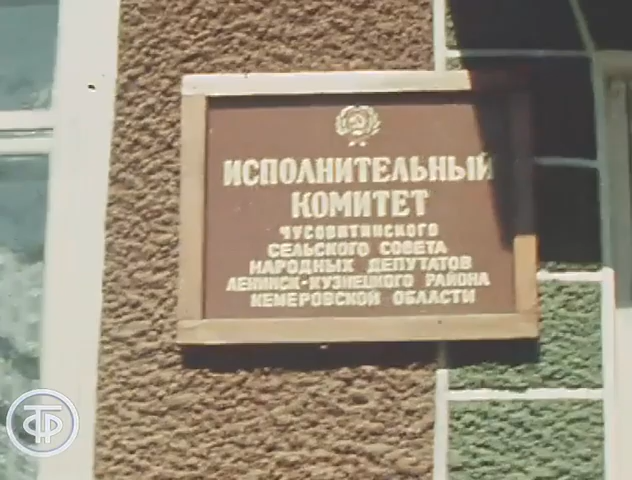 ИСПОЛНИТЕЛЬНЫЙ
КОМИТЕТ
ЧУСОВИТИНСКОГО
СЕЛЬСКОГО СОВЕТА
НАРОДНЫХ ДЕПУТАТОВ
ЛЕНИНСК-КУЗНЕЦКОГО РАЙОНА
КЕМЕРОВСКОЙ ОБЛАСТИ